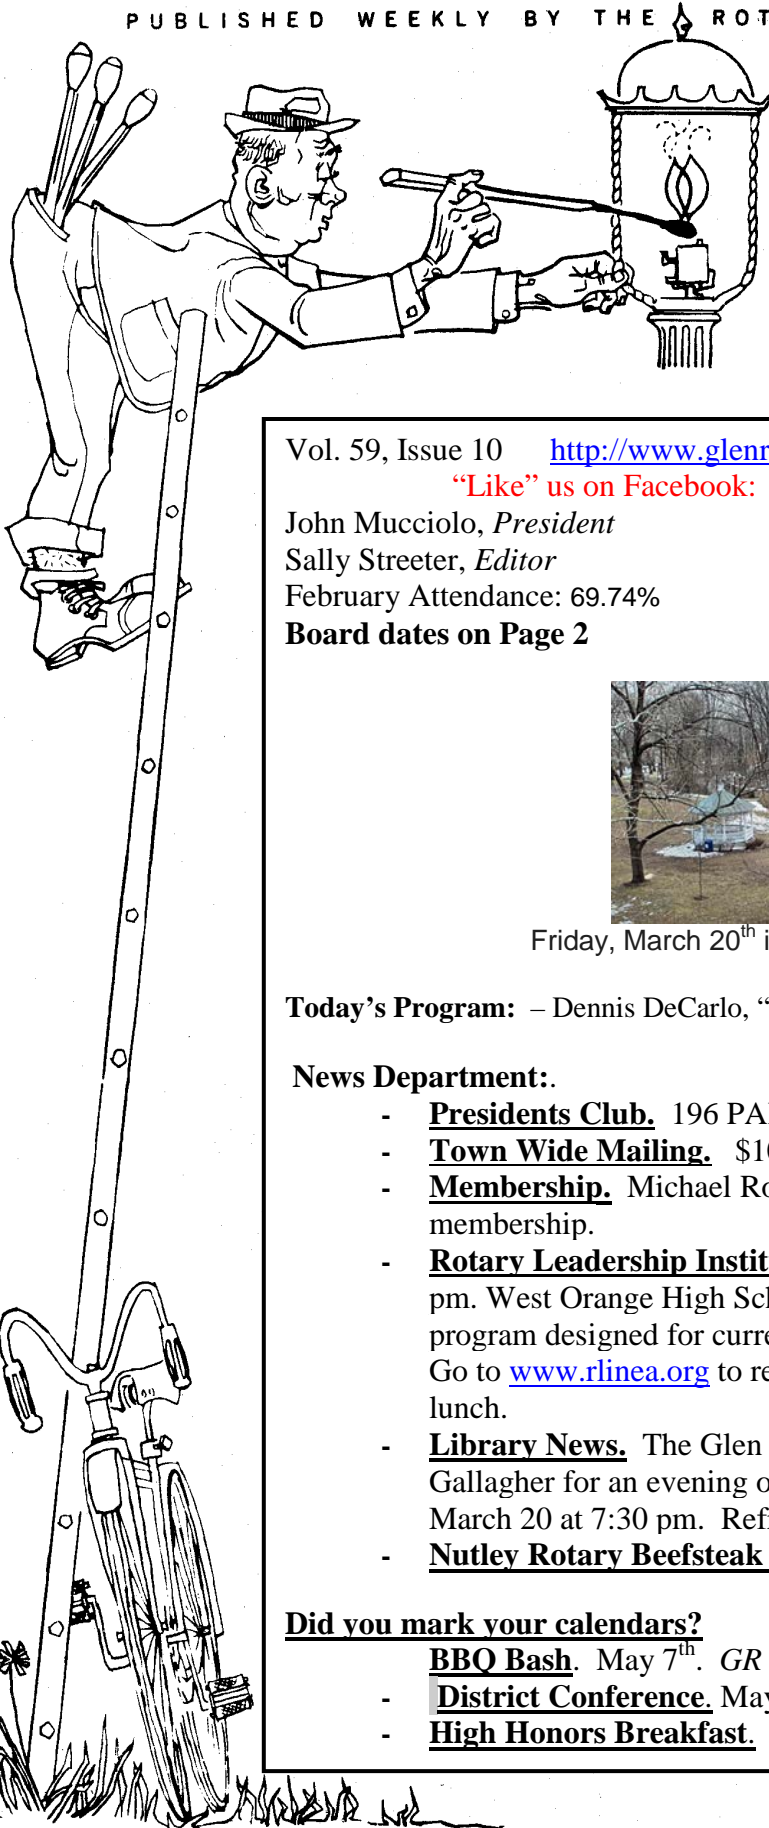 PUBLISHED WEEKLY BY THE ROT
Vol. 59, Issue 10 http://www.glenr
“Like” us on Facebook:
John Mucciolo, President
Sally Streeter, Editor
February Attendance: 69.74%
Board dates on Page 2
Friday, March 20th i
Today’s Program: – Dennis DeCarlo, “
News Department:.
- Presidents Club. 196 PA
- Town Wide Mailing. $10
- Membership. Michael Ro
membership.
- Rotary Leadership Instit
pm. West Orange High Scl
program designed for curre
Go to www.rlinea.org to re
lunch.
- Library News. The Glen
Gallagher for an evening o
March 20 at 7:30 pm. Refr
- Nutley Rotary Beefsteak
Did you mark your calendars?
BBQ Bash. May 7th. GR
- District Conference. May
- High Honors Breakfast.